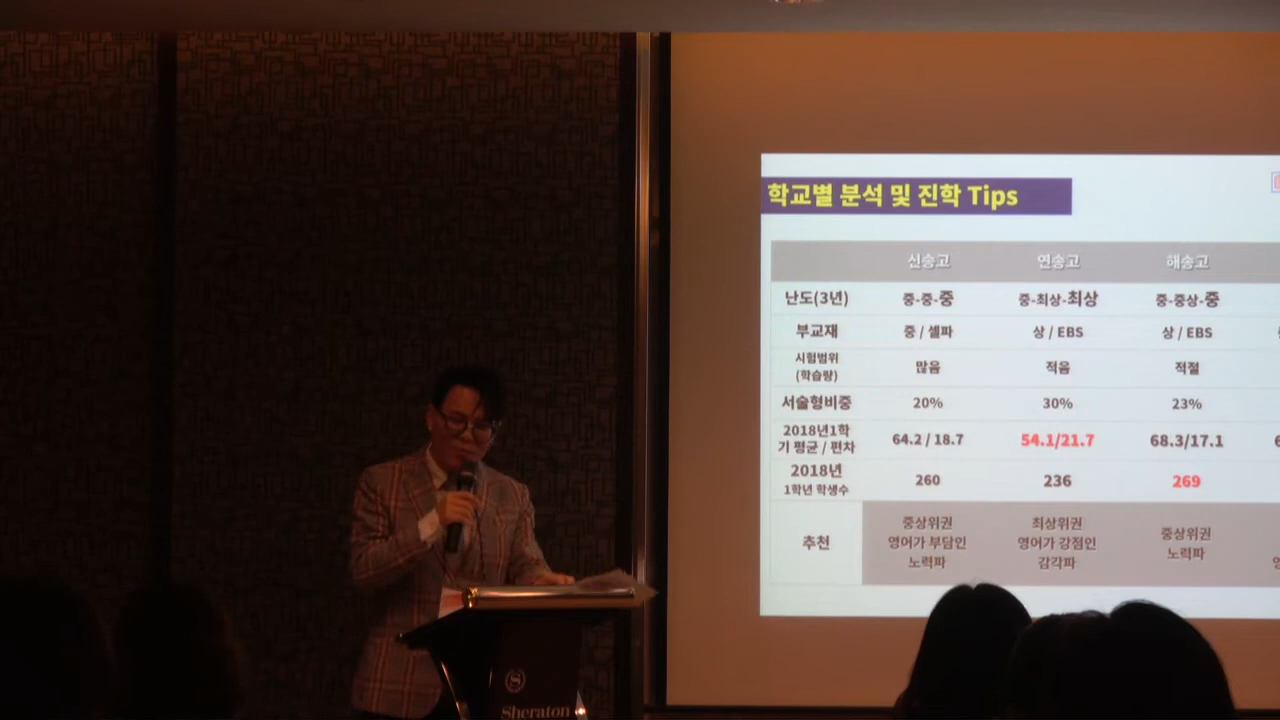 학교별 분석 및 진학 Tips
신송고 연송고 해송고
난도(3년) 중-중-중 중-최상-최상 중-중상-중
부교재 중 / 셀파 상 / EBS 상 / EBS
시험범위
(학습량) 많음 적음 적절
서술형비중 20% 30% 23%
2018년1학
기 평균 / 편차 64.2 / 18.7 54.1/21.7 68.3/17.1
2018년
1학년 학생수 260 236 269
추천
중상위권
영어가 부담인
노력파
최상위권
영어가 강점인
감각파
중상위권
노력파
Sheraton